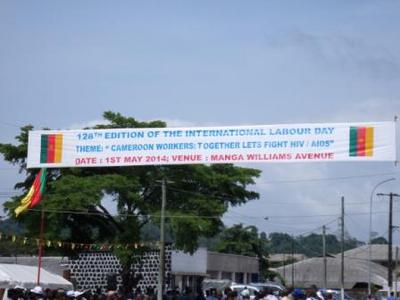 128TH EDITION OF THE INTERNATIONAL LABOUR DAY
THEME: " CAMEROON WORKERS: TOGETHER LETS FIGHT HIV / AIDS"
DATE : 1ST MAY 2014; VENUE : MANGA WILLIAMS AVENUE